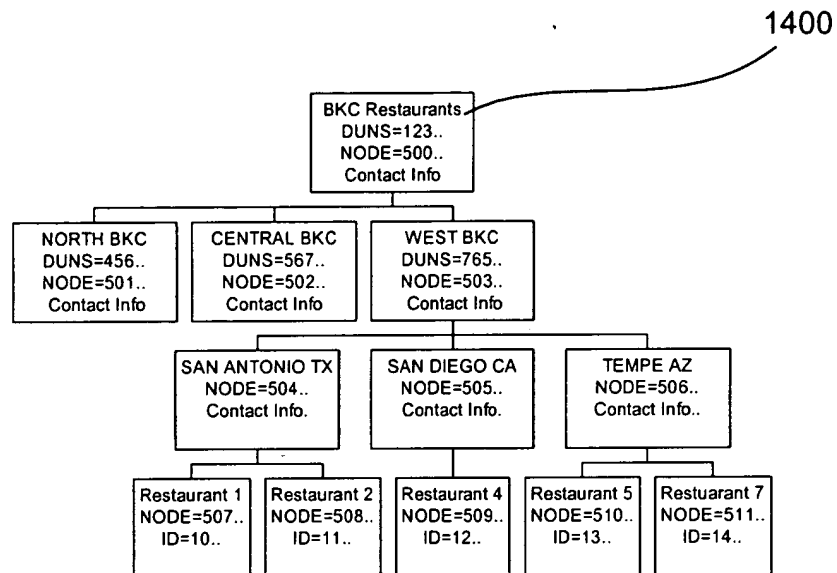 1400
BKC Restaurants
DUNS=123..
NODE=500..
Contact Info
NORTH BKC
DUNS=456..
NODE=501..
Contact Info
CENTRAL BKC
DUNS=567..
NODE=502..
Contact Info
WEST BKC
DUNS=765..
NODE=503..
Contact Info
SAN ANTONIO TX
NODE=504..
Contact Info.
SAN DIEGO CA
NODE=505..
Contact Info.
TEMPE AZ
NODE=506..
Contact Info..
Restaurant 1
NODE=507..
ID=10..
Restaurant 2
NODE=508..
ID=11..
Restaurant 4
NODE=509..
ID=12..
Restaurant 5
NODE=510..
ID=13..
Restuarant 7
NODE=511..
ID=14..